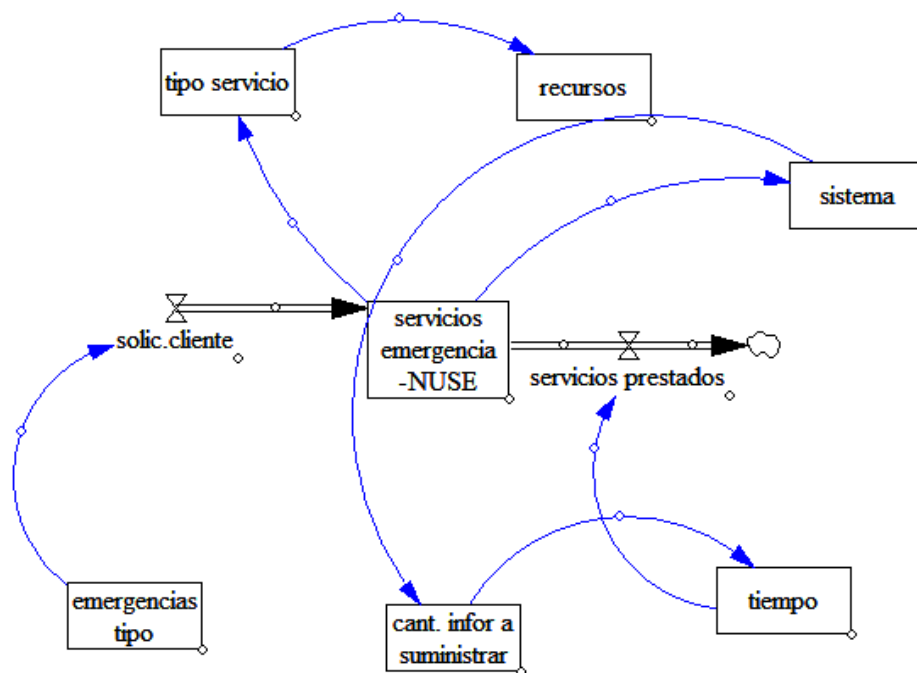 tipo servicio
recursos
sistema
solic.cliente
servicios
emergencia
-NUSE
servicios prestados
emergencias
tipo
cant. infor a
suministrar
tiempo